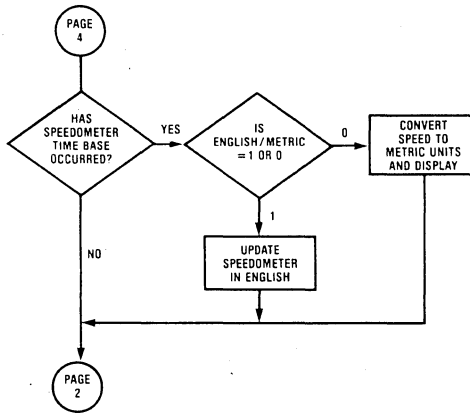 PAGE
4
HAS
SPEEDOMETER
TIME BASE
OCCURRED?
YES
IS
ENGLISH/METRIC
= 1 OR 0
0
CONVERT
SPEED TO
METRIC UNITS
AND DISPLAY
1
UPDATE
SPEEDOMETER
IN ENGLISH
NO
PAGE
2